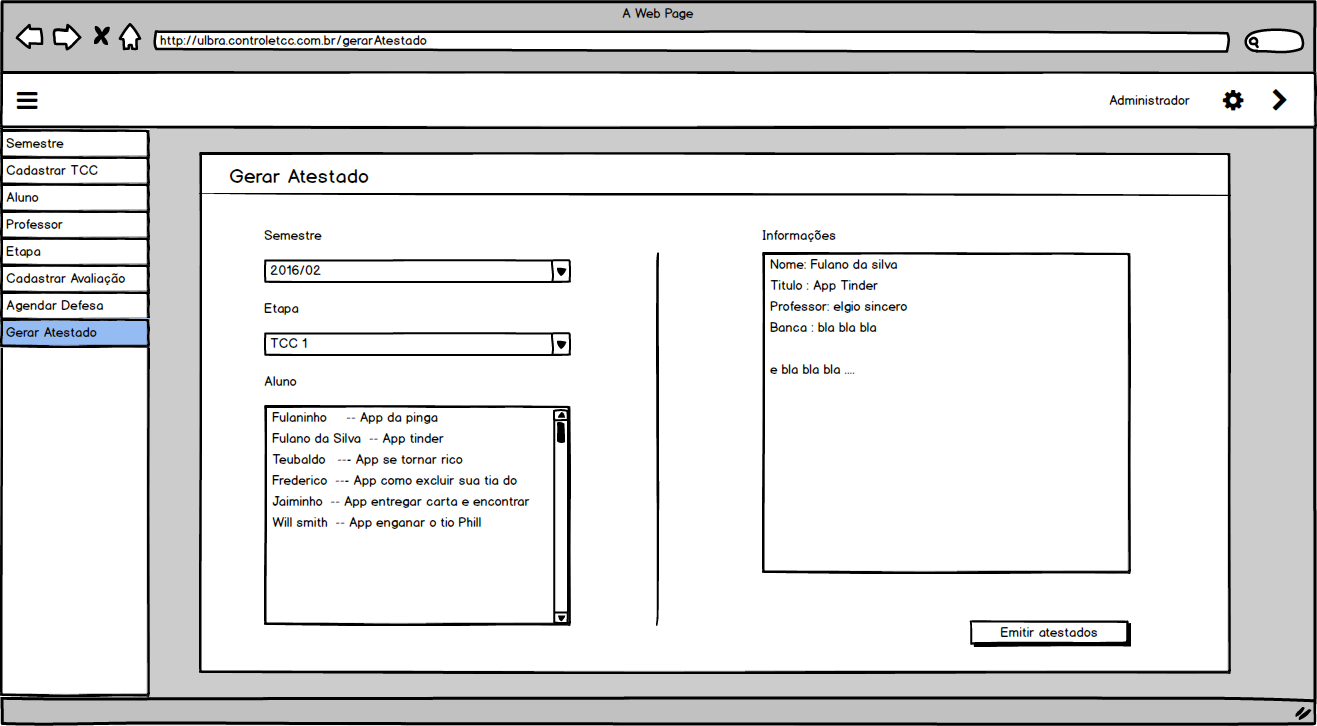 A Web Page
http://ulbra.controletcc.com.br/gerarAtestado
Administrador
Semestre
Cadastrar TCC
Aluno
Professor
Etapa
Cadastrar Avaliação
Agendar Defesa
Gerar Atestado
Gerar Atestado
Semestre
2016/02
Etapa
TCC 1
Aluno
Fulaninho -- App da pinga
Fulano da Silva -- App tinder
Teubaldo --- App se tornar rico
Frederico --- App como excluir sua tia do
Jaiminho -- App entregar carta e encontrar
Will smith -- App enganar o tio Phill
Informações
Nome: Fulano da silva
Titulo : App Tinder
Professor: elgio sincero
Banca : bla bla bla
e bla bla bla ....
Emitir atestados